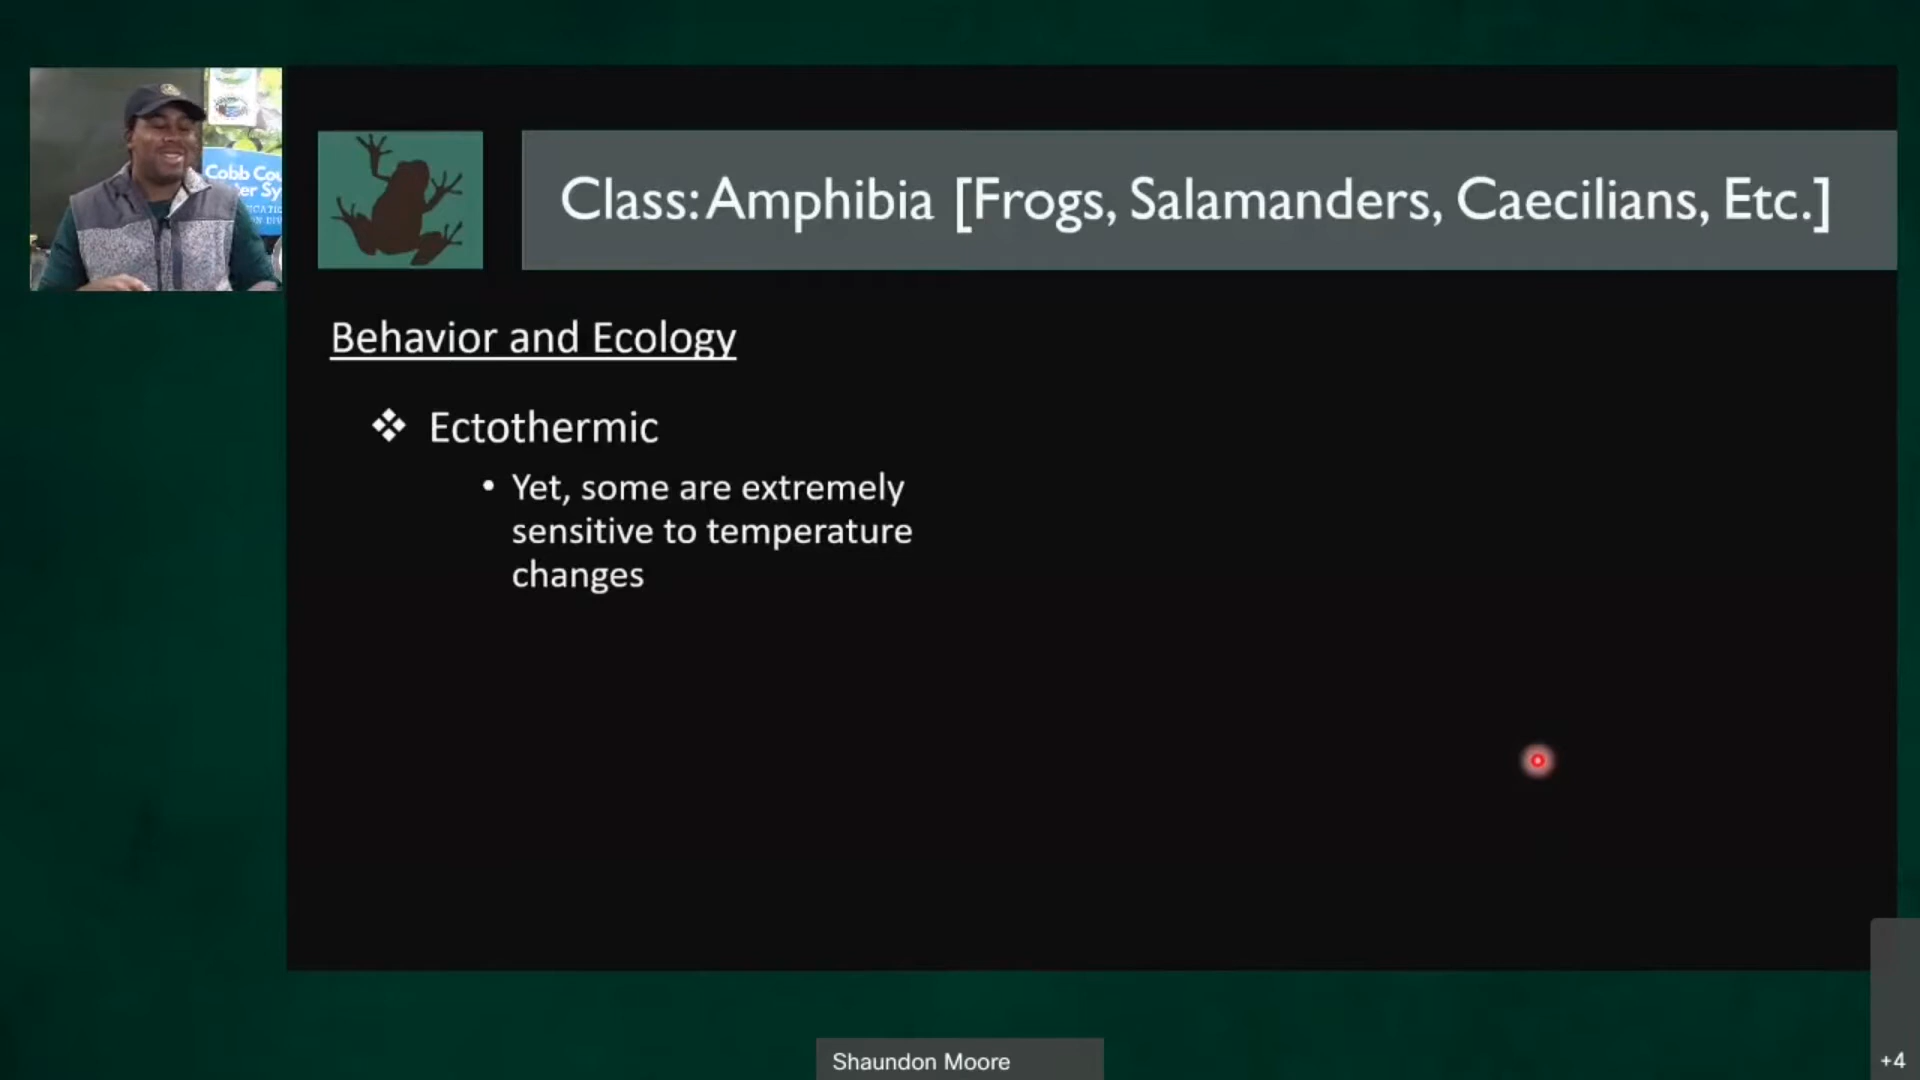 Class: Amphibia [Frogs, Salamanders, Caecilians, Etc.]
Cobb Cou
ter Sy
Behavior and Ecology
Ectothermic
Yet, some are extremely
sensitive to temperature
changes
Shaundon Moore
+4